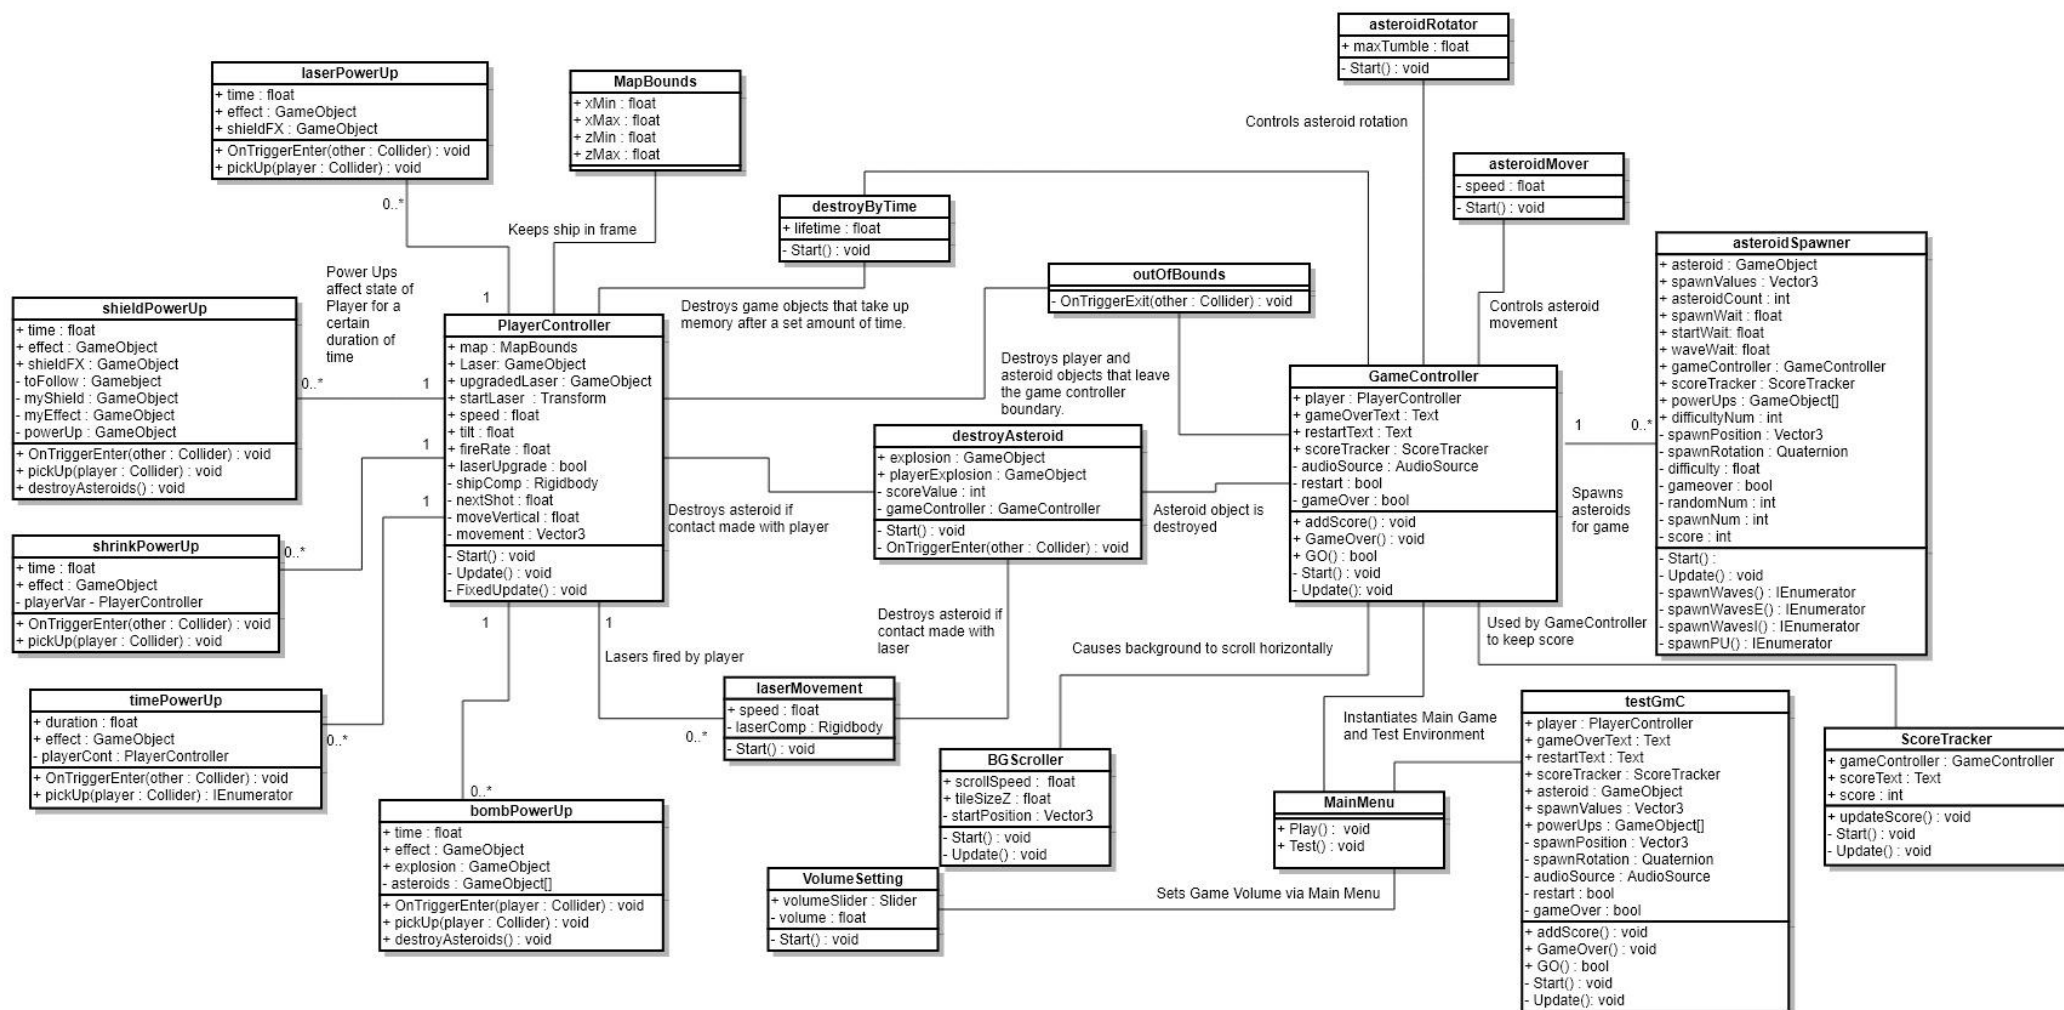 asteroidRotator
+ maxTumble : float
- Start() : void
laserPowerUp
+ time : float
+ effect : GameObject
+ shieldFX : GameObject
+ OnTriggerEnter(other : Collider) : void
+ pickUp(player : Collider) : void
0..*
1
MapBounds
+ xMin : float
+ xMax : float
+ zMin : float
+ zMax : float
Keeps ship in frame
Controls asteroid rotation
asteroidMover
- speed : float
- Start() : void
destroyByTime
+ lifetime : float
- Start() : void
Destroys game objects that take up
memory after a set amount of time.
outOfBounds
- OnTriggerExit(other : Collider) : void
Controls asteroid
movement
asteroidSpawner
+ asteroid : GameObject
+ spawnValues : Vector3
+ asteroidCount : int
+ spawnWait : float
+ startWait: float
+ waveWait: float
+ gameController : GameController
+ scoreTracker : ScoreTracker
+ powerUps : GameObject[]
+ difficultyNum : int
- spawnPosition : Vector3
- spawnRotation : Quaternion
- difficulty : float
- gameover : bool
- randomNum : int
- spawnNum : int
- score : int
- Start() :
- Update() : void
- spawnWaves() : IEnumerator
- spawnWavesE() : IEnumerator
- spawnWavesI() : IEnumerator
- spawnPU() : IEnumerator
Power Ups
affect state of
Player for a
certain
duration of
time
shieldPowerUp
+ time : float
+ effect : GameObject
+ shieldFX : GameObject
- toFollow : Gamebject
- myShield : GameObject
- myEffect : GameObject
- powerUp : GameObject
+ OnTriggerEnter(other : Collider) : void
+ pickUp(player : Collider) : void
+ destroyAsteroids() : void
0..*
1
PlayerController
+ map : MapBounds
+ Laser: GameObject
+ upgradedLaser : GameObject
+ startLaser : Transform
+ speed : float
+ tilt : float
+ fireRate : float
+ laserUpgrade : bool
- shipComp : Rigidbody
- nextShot : float
- moveVertical : float
- movement : Vector3
- Start() : void
- Update() : void
- FixedUpdate() : void
Destroys player and
asteroid objects that leave
the game controller
boundary.
GameController
+ player : PlayerController
+ gameOverText : Text
+ restartText : Text
+ scoreTracker : ScoreTracker
- audioSource : AudioSource
- restart : bool
- gameOver : bool
+ addScore() : void
+ GameOver() : void
+ GO() : bool
- Start() : void
- Update(): void
1
0..*
Spawns
asteroids
for game
destroyAsteroid
+ explosion : GameObject
+ playerExplosion : GameObject
- scoreValue : int
- gameController : GameController
- Start() : void
- OnTriggerEnter(other : Collider) : void
Destroys asteroid if
contact made with player
Asteroid object is
destroyed
1
1
shrinkPowerUp
+ time : float
+ effect : GameObject
- playerVar - PlayerController
+ OnTriggerEnter(other : Collider) : void
+ pickUp(player : Collider) : void
0..*
1
1
Destroys asteroid if
contact made with
laser
Used by GameController
to keep score
Lasers fired by player
Causes background to scroll horizontally
timePowerUp
+ duration : float
+ effect : GameObject
- playerCont : PlayerController
+ OnTriggerEnter(other : Collider) : void
+ pickUp(player : Collider) : IEnumerator
0..*
laserMovement
+ speed : float
- laserComp : Rigidbody
- Start() : void
0..*
Instantiates Main Game
and Test Environment
testGmC
+ player : PlayerController
+ gameOverText : Text
+ restartText : Text
+ scoreTracker : ScoreTracker
+ asteroid : GameObject
+ spawnValues : Vector3
+ powerUps : GameObject[]
- spawnPosition : Vector3
- spawnRotation : Quaternion
- audioSource : AudioSource
- restart : bool
- gameOver : bool
+ addScore() : void
+ GameOver() : void
+ GO() : bool
- Start() : void
- Update(): void
ScoreTracker
+ gameController : GameController
+ scoreText : Text
+ score : int
+ updateScore() : void
- Start() : void
- Update() : void
BGScroller
+ scrollSpeed : float
+ tileSizeZ : float
- startPosition : Vector3
- Start() : void
- Update() : void
MainMenu
+ Play() : void
+ Test() : void
0..*
bombPowerUp
+ time : float
+ effect : GameObject
+ explosion : GameObject
- asteroids : GameObject[]
+ OnTriggerEnter(player : Collider) : void
+ pickUp(player : Collider) : void
+ destroyAsteroids() : void
VolumeSetting
+ volumeSlider : Slider
- volume : float
- Start() : void
Sets Game Volume via Main Menu